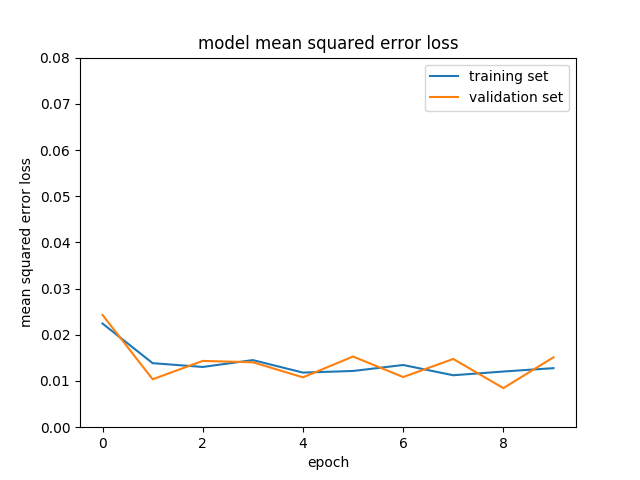 model mean squared error loss
training set
validation set
0.08
0.07
0.06
0.05
0.04
0.03
0.02
0.01
0.00
mean squared error loss
0 2 4 6 8
epoch